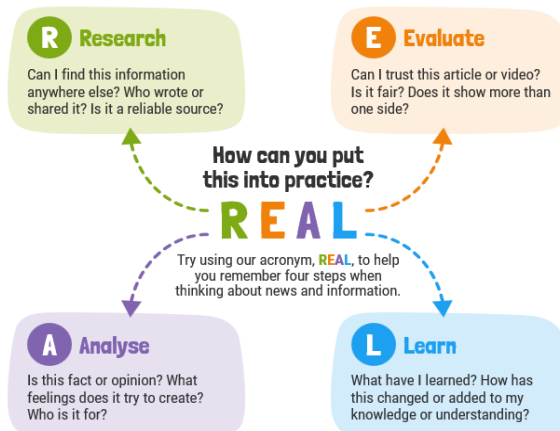 R Research
Can I find this information
anywhere else? Who wrote or
shared it? Is it a reliable source?
E Evaluate
Can I trust this article or video?
Is it fair? Does it show more than
one side?
How can you put
this into practice?
REAL
Try using our acronym, REAL, to help
you remember four steps when
thinking about news and information.
A Analyse
Is this fact or opinion? What
feelings does it try to create?
Who is it for?
L Learn
What have I learned? How has
this changed or added to my
knowledge or understanding?